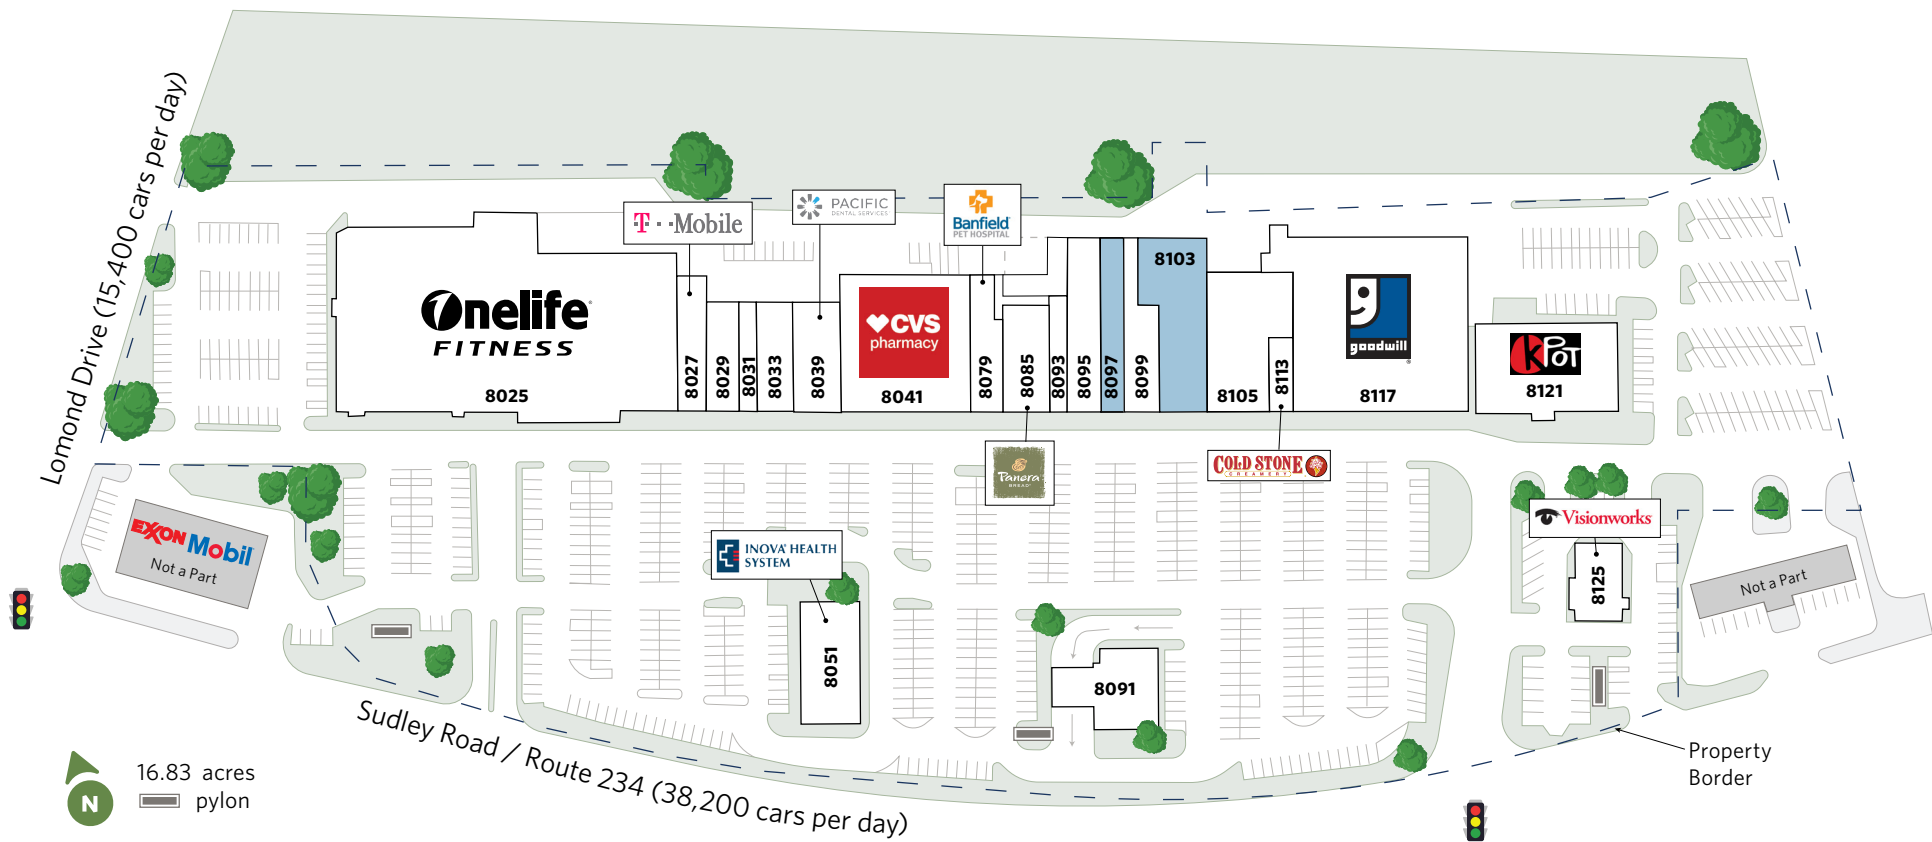 Lomond Drive (15,400 cars per day)
T··Mobile
PACIFIC
DENTAL SERVICES
Banfield
PET HOSPITAL
Onelife
FITNESS
8025
8027
8029
8031
8033
8039
CVS
pharmacy
8041
8079
8085
8093
8095
8097
8099
8103
8105
8113
goodwill
8117
KPOT
8121
Panera
BREAD
COLD STONE
CREAMERY
EXXON Mobil
Not a Part
INOVA HEALTH
SYSTEM
8051
8091
Visionworks
8125
Not a Part
Sudley Road / Route 234 (38,200 cars per day)
Property
Border
N
16.83 acres
pylon